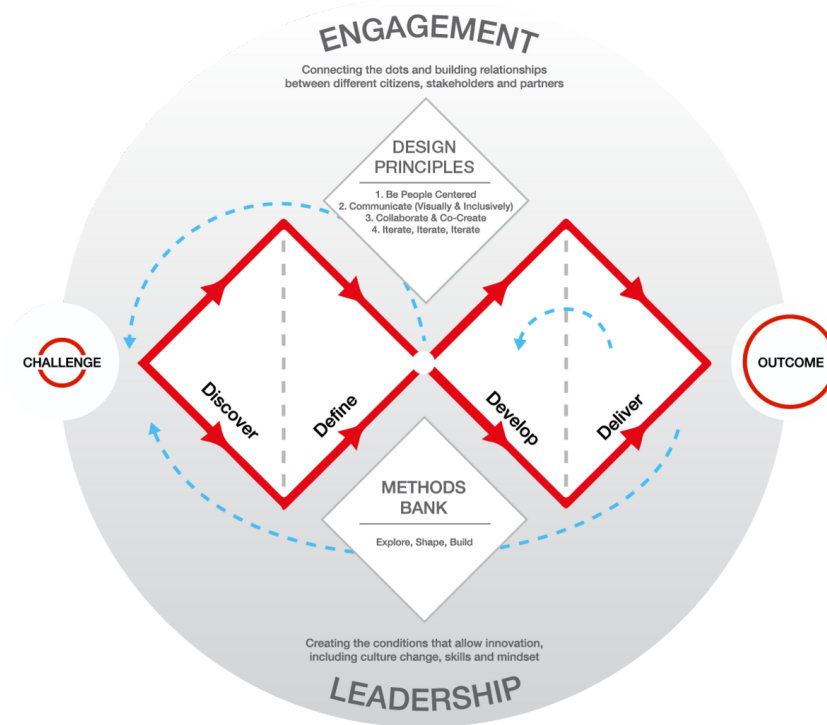 ENGAGEMENT
Connecting the dots and building relationships
between different citizens, stakeholders and partners
DESIGN
PRINCIPLES
1. Be People Centered
2. Communicate (Visually & Inclusively)
3. Collaborate & Co-Create
4. Iterate, Iterate, Iterate
CHALLENGE
OUTCOME
Discover
Define
Develop
Deliver
METHODS
BANK
Explore, Shape, Build
Creating the conditions that allow innovation,
including culture change, skills and mindset
LEADERSHIP